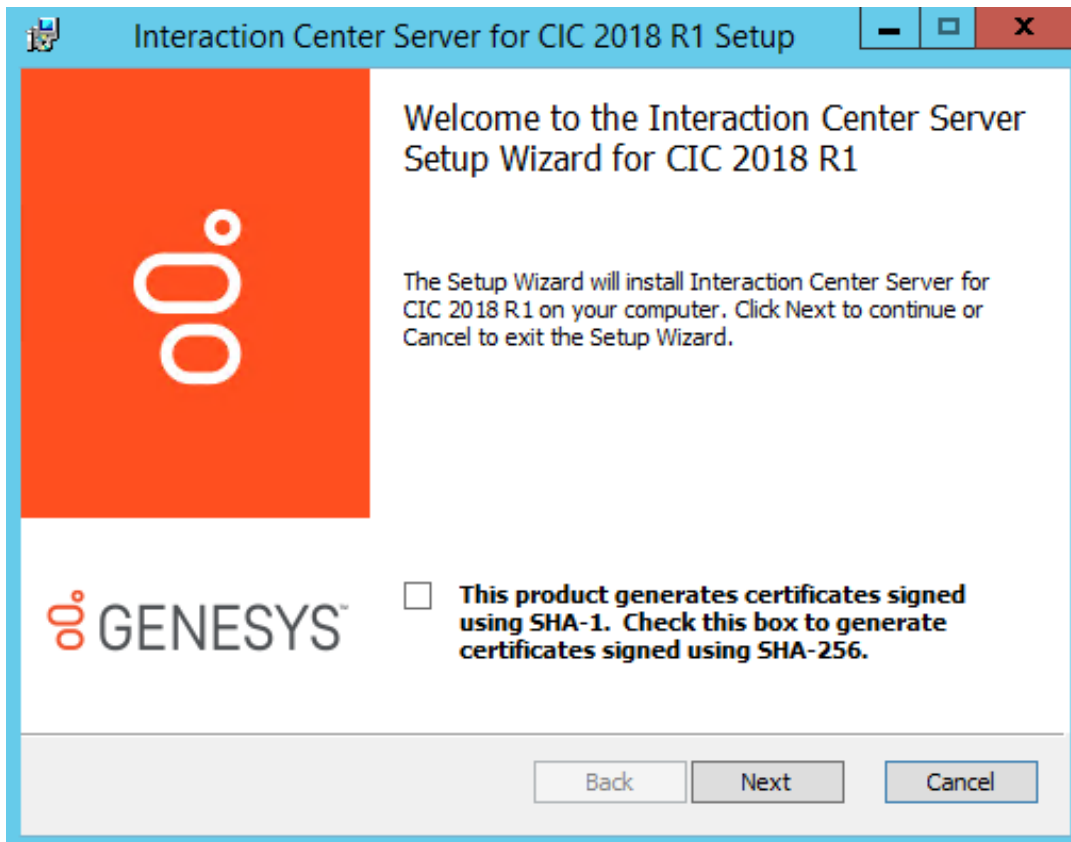 Interaction Center Server for CIC 2018 R1 Setup
Welcome to the Interaction Center Server
Setup Wizard for CIC 2018 R1
The Setup Wizard will install Interaction Center Server for
CIC 2018 R1 on your computer. Click Next to continue or
Cancel to exit the Setup Wizard.
GENESYS™
This product generates certificates signed
using SHA-1.  Check this box to generate
certificates signed using SHA-256.
Back Next Cancel